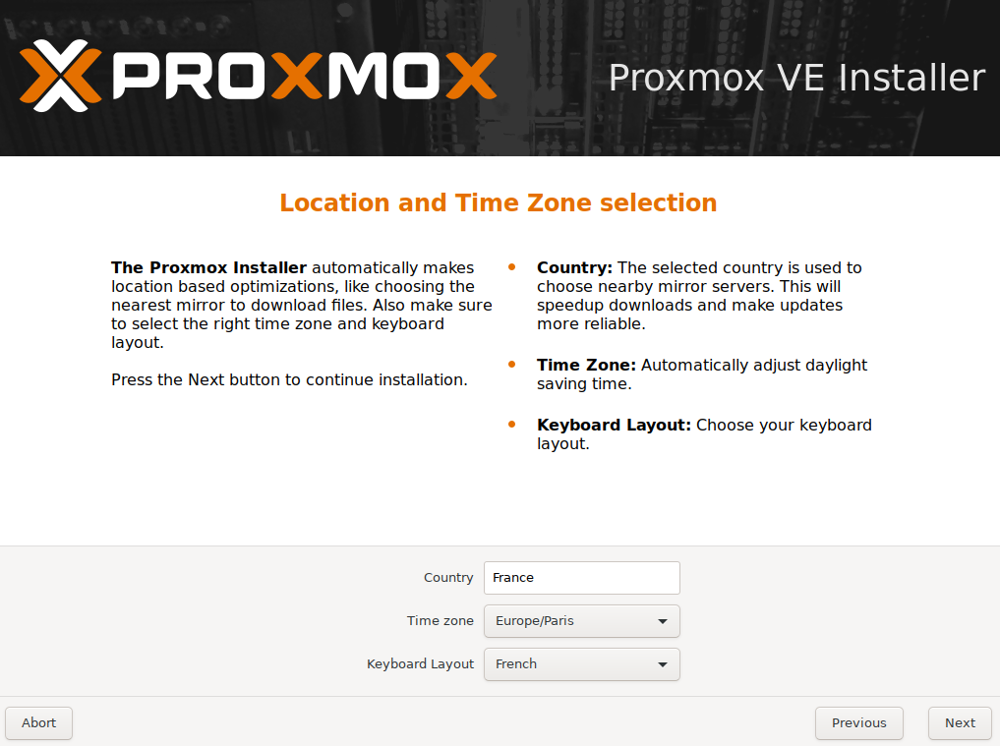 PROXMOX
Proxmox VE Installer
Location and Time Zone selection
The Proxmox Installer automatically makes
location based optimizations, like choosing the
nearest mirror to download files. Also make sure
to select the right time zone and keyboard
layout.
Press the Next button to continue installation.
Country: The selected country is used to
choose nearby mirror servers. This will
speedup downloads and make updates
more reliable.
Time Zone: Automatically adjust daylight
saving time.
Keyboard Layout: Choose your keyboard
layout.
Country France
Time zone Europe/Paris
Keyboard Layout French
Abort Previous Next